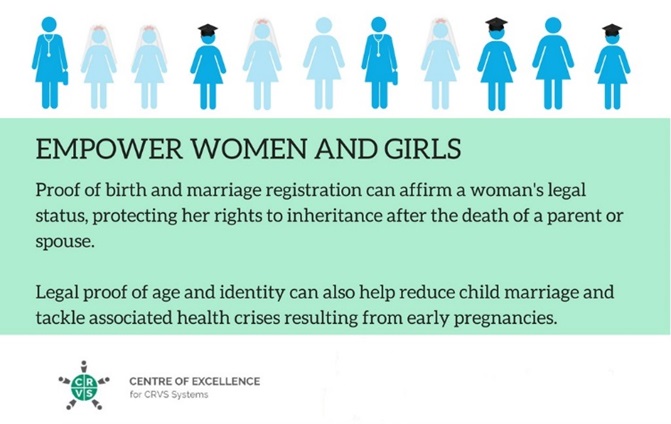 EMPOWER WOMEN AND GIRLS
Proof of birth and marriage registration can affirm a woman's legal
status, protecting her rights to inheritance after the death of a parent or
spouse.
Legal proof of age and identity can also help reduce child marriage and
tackle associated health crises resulting from early pregnancies.
C R
V S
CENTRE OF EXCELLENCE
for CRVS Systems